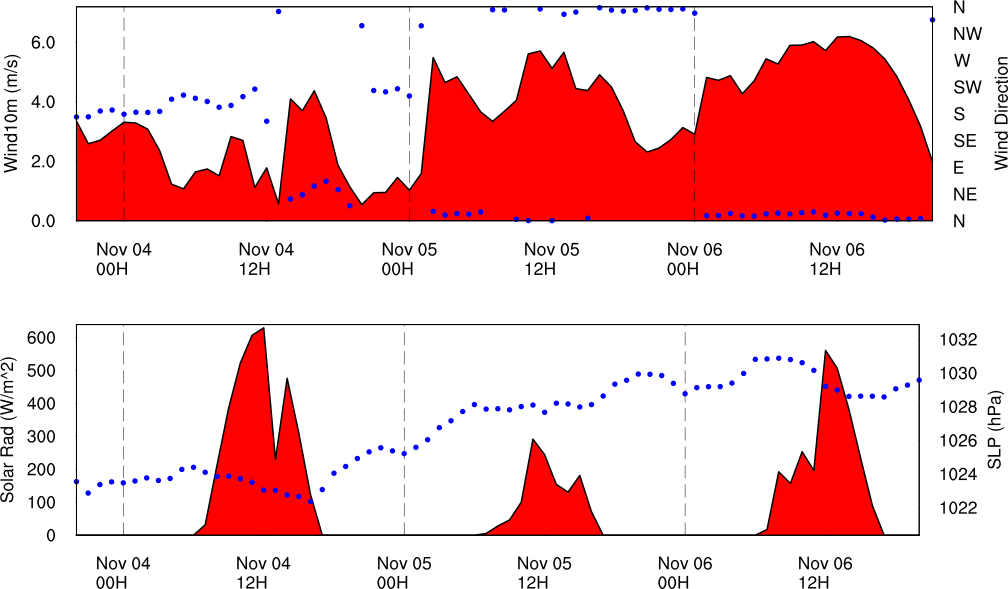 Wind10m (m/s)
6.0
4.0
2.0
0.0
N
NW
W
SW
S
SE
E
NE
N
Wind Direction
Nov 04 Nov 04 Nov 05 Nov 05 Nov 06 Nov 06
00H 12H 00H 12H 00H 12H
Solar Rad (W/m^2)
600
500
400
300
200
100
0
1032
1030
1028
1026
1024
1022
SLP (hPa)
Nov 04 Nov 04 Nov 05 Nov 05 Nov 06 Nov 06
00H 12H 00H 12H 00H 12H